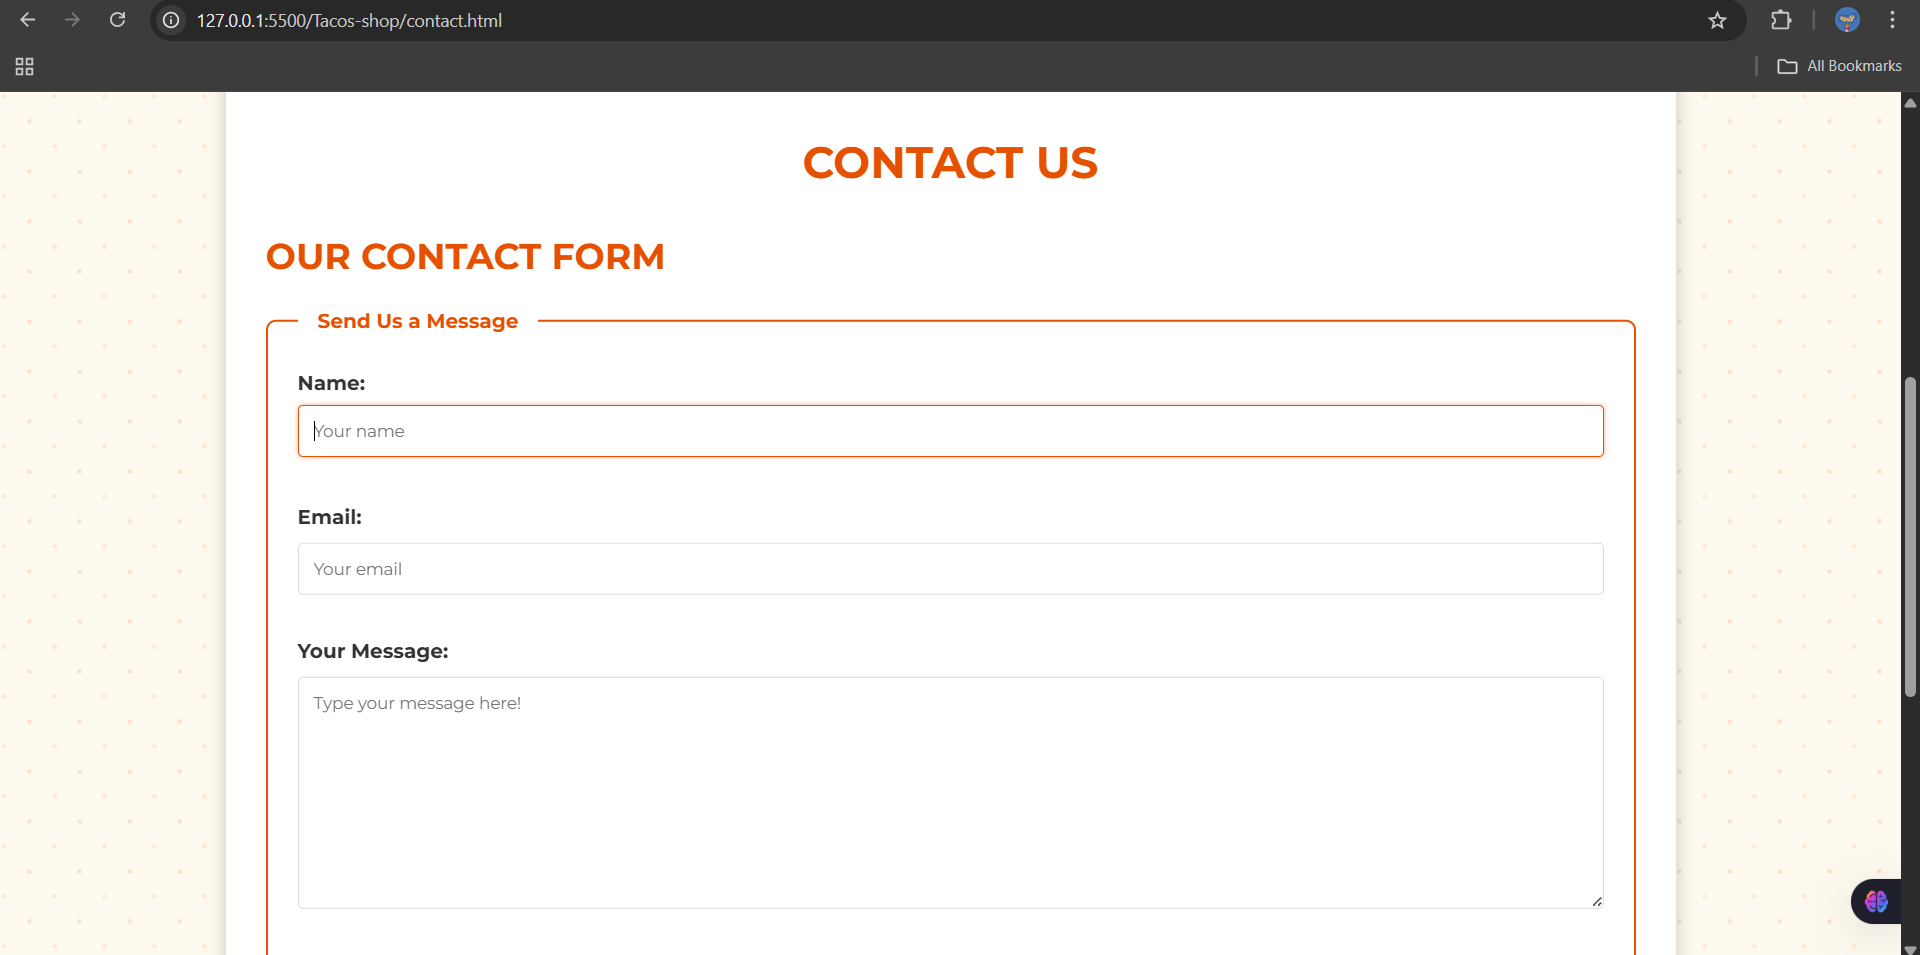 127.0.0.1:5500/Tacos-shop/contact.html
All Bookmarks
CONTACT US
OUR CONTACT FORM
Send Us a Message
Name:
Your name
Email:
Your email
Your Message:
Type your message here!